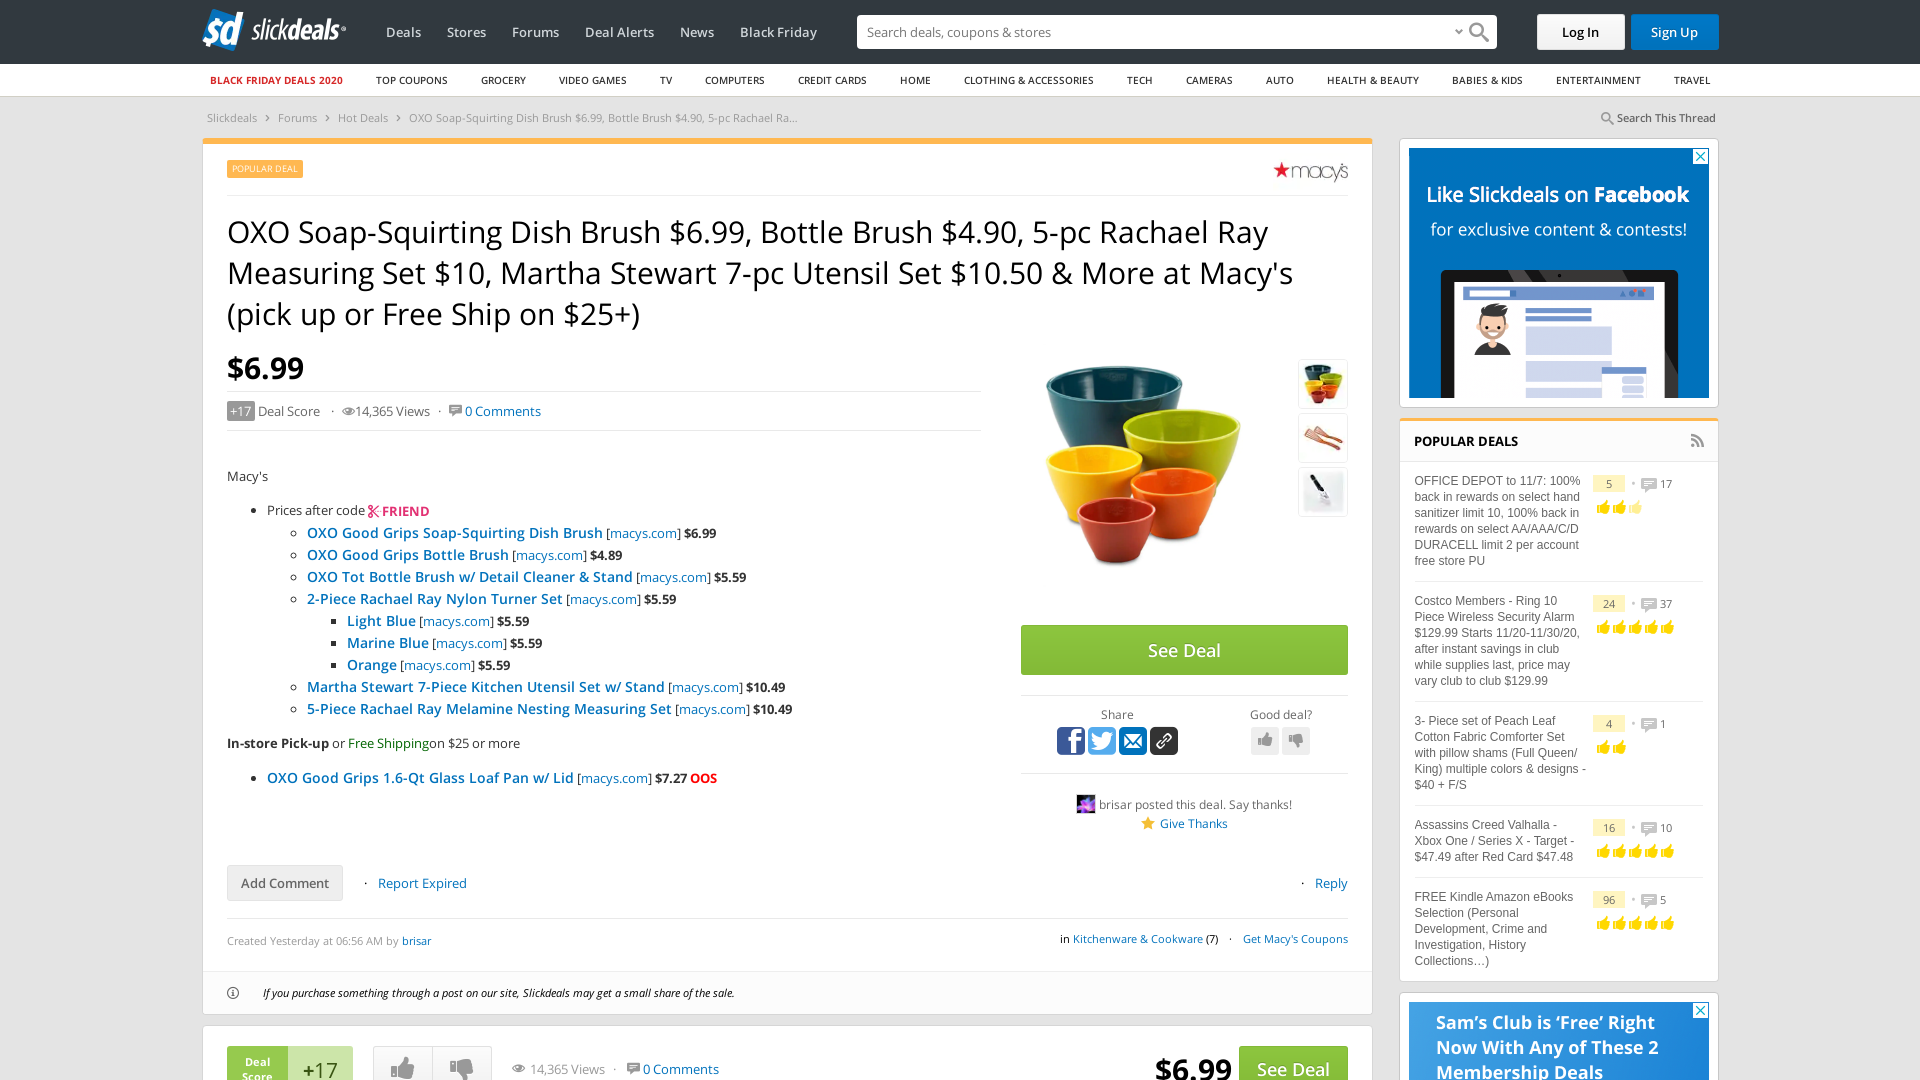 slickdeals
Deals Stores Forums Deal Alerts News Black Friday
Search deals, coupons & stores
Log In
Sign Up
BLACK FRIDAY DEALS 2020 TOP COUPONS GROCERY VIDEO GAMES TV COMPUTERS CREDIT CARDS HOME CLOTHING & ACCESSORIES TECH CAMERAS AUTO HEALTH & BEAUTY BABIES & KIDS ENTERTAINMENT TRAVEL
Slickdeals › Forums › Hot Deals › OXO Soap-Squirting Dish Brush $6.99, Bottle Brush $4.90, 5-pc Rachael Ra...
Search This Thread
POPULAR DEAL
macy's
OXO Soap-Squirting Dish Brush $6.99, Bottle Brush $4.90, 5-pc Rachael Ray
Measuring Set $10, Martha Stewart 7-pc Utensil Set $10.50 & More at Macy's
(pick up or Free Ship on $25+)
$6.99
+17 Deal Score · 14,365 Views · 0 Comments
Macy's
Prices after code FRIEND
OXO Good Grips Soap-Squirting Dish Brush [macys.com] $6.99
OXO Good Grips Bottle Brush [macys.com] $4.89
OXO Tot Bottle Brush w/ Detail Cleaner & Stand [macys.com] $5.59
2-Piece Rachael Ray Nylon Turner Set [macys.com] $5.59
Light Blue [macys.com] $5.59
Marine Blue [macys.com] $5.59
Orange [macys.com] $5.59
Martha Stewart 7-Piece Kitchen Utensil Set w/ Stand [macys.com] $10.49
5-Piece Rachael Ray Melamine Nesting Measuring Set [macys.com] $10.49
In-store Pick-up or Free Shippingon $25 or more
OXO Good Grips 1.6-Qt Glass Loaf Pan w/ Lid [macys.com] $7.27 OOS
See Deal
Share
Good deal?
brisar posted this deal. Say thanks!
Give Thanks
Add Comment · Report Expired
· Reply
Created Yesterday at 06:56 AM by brisar
in Kitchenware & Cookware (7) · Get Macy's Coupons
If you purchase something through a post on our site, Slickdeals may get a small share of the sale.
Deal
Score
+17
14,365 Views · 0 Comments
$6.99
See Deal
Like Slickdeals on Facebook
for exclusive content & contests!
POPULAR DEALS
OFFICE DEPOT to 11/7: 100%
back in rewards on select hand
sanitizer limit 10, 100% back in
rewards on select AA/AAA/C/D
DURACELL limit 2 per account
free store PU
5 • 17
Costco Members - Ring 10
Piece Wireless Security Alarm
$129.99 Starts 11/20-11/30/20,
after instant savings in club
while supplies last, price may
vary club to club $129.99
24 • 37
3- Piece set of Peach Leaf
Cotton Fabric Comforter Set
with pillow shams (Full Queen/
King) multiple colors & designs -
$40 + F/S
4 • 1
Assassins Creed Valhalla -
Xbox One / Series X - Target -
$47.49 after Red Card $47.48
16 • 10
FREE Kindle Amazon eBooks
Selection (Personal
Development, Crime and
Investigation, History
Collections…)
96 • 5
Sam’s Club is ‘Free’ Right
Now With Any of These 2
Membership Deals